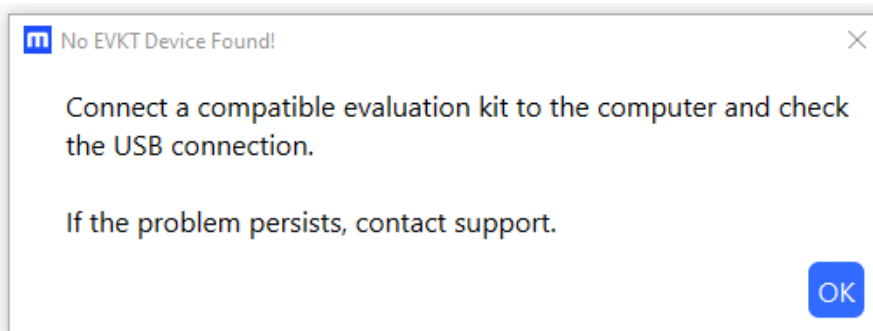 m No EVKT Device Found!
Connect a compatible evaluation kit to the computer and check
the USB connection.
If the problem persists, contact support.
OK